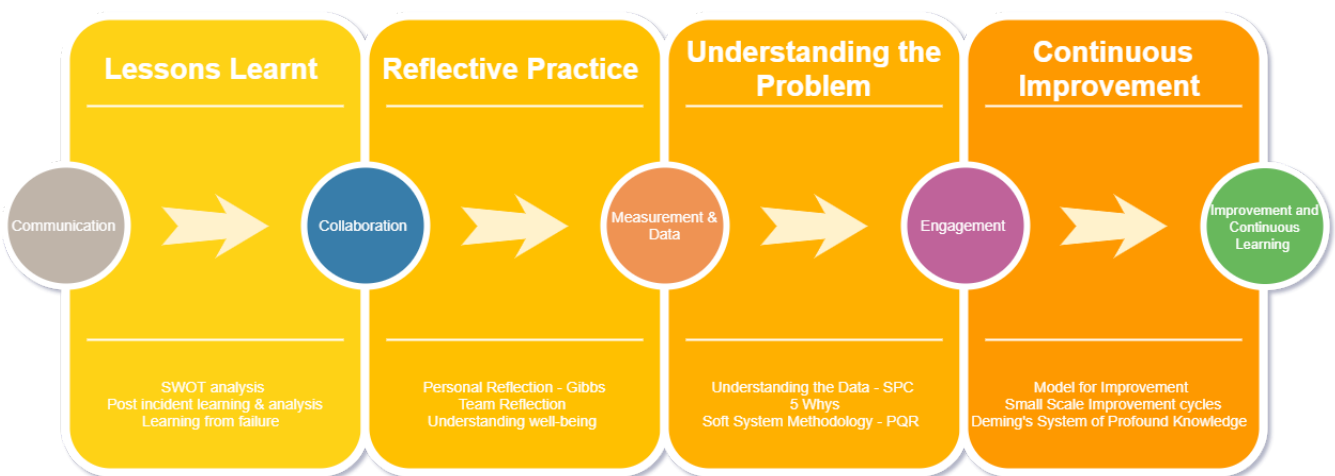 Lessons Learnt
Reflective Practice
Understanding the
Problem
Continuous
Improvement
Communication
Collaboration
Measurement &
Data
Engagement
Improvement and
Continuous
Learning
SWOT analysis
Post incident learning & analysis
Learning from failure
Personal Reflection - Gibbs
Team Reflection
Understanding well-being
Understanding the Data - SPC
5 Whys
Soft System Methodology - PQR
Model for Improvement
Small Scale Improvement cycles
Deming's System of Profound Knowledge